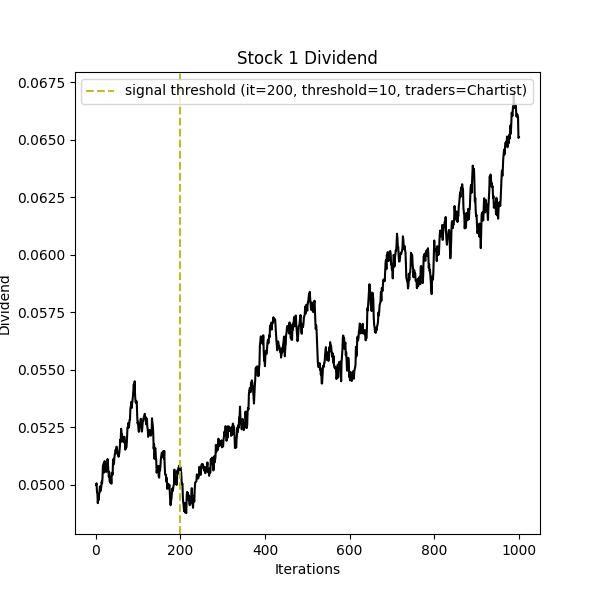 Stock 1 Dividend
signal threshold (it=200, threshold=10, traders=Chartist)
Dividend
0.0675
0.0650
0.0625
0.0600
0.0575
0.0550
0.0525
0.0500
0 200 400 600 800 1000
Iterations